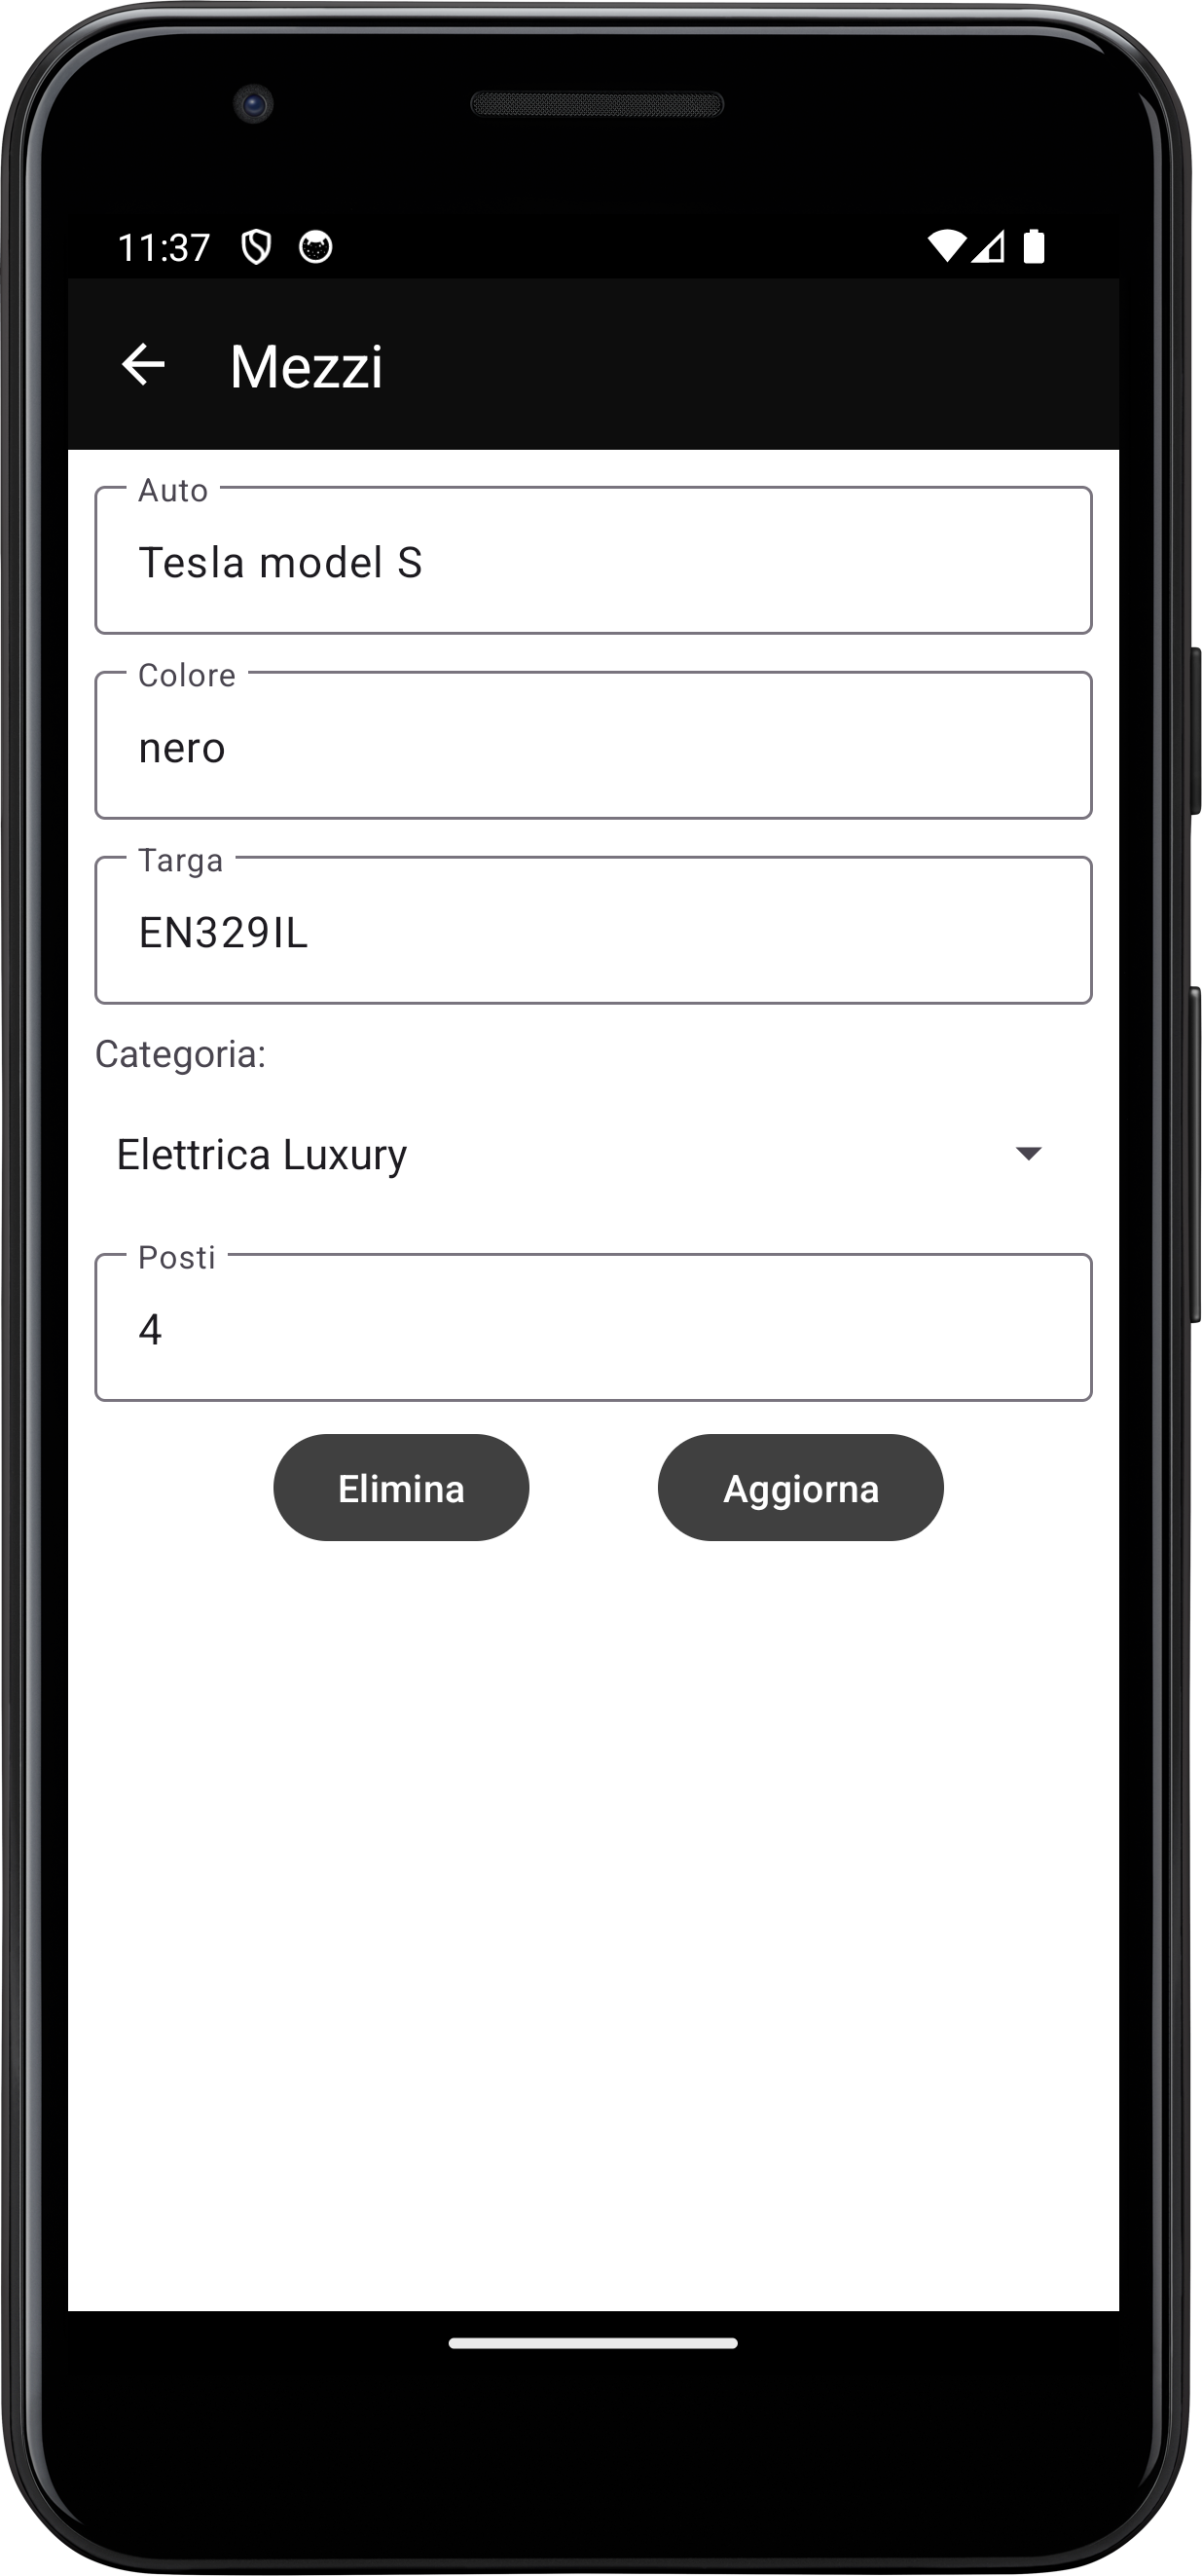 11:37
Mezzi
Auto
Tesla model S
Colore
nero
Targa
EN329IL
Categoria:
Elettrica Luxury
Posti
4
Elimina Aggiorna